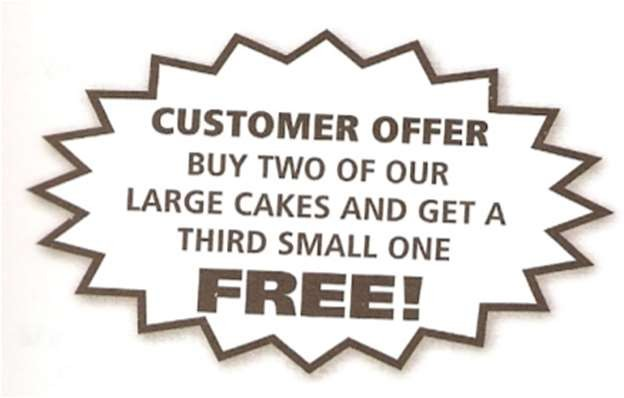 CUSTOMER OFFER
BUY TWO OF OUR
LARGE CAKES AND GET A
THIRD SMALL ONE
FREE!